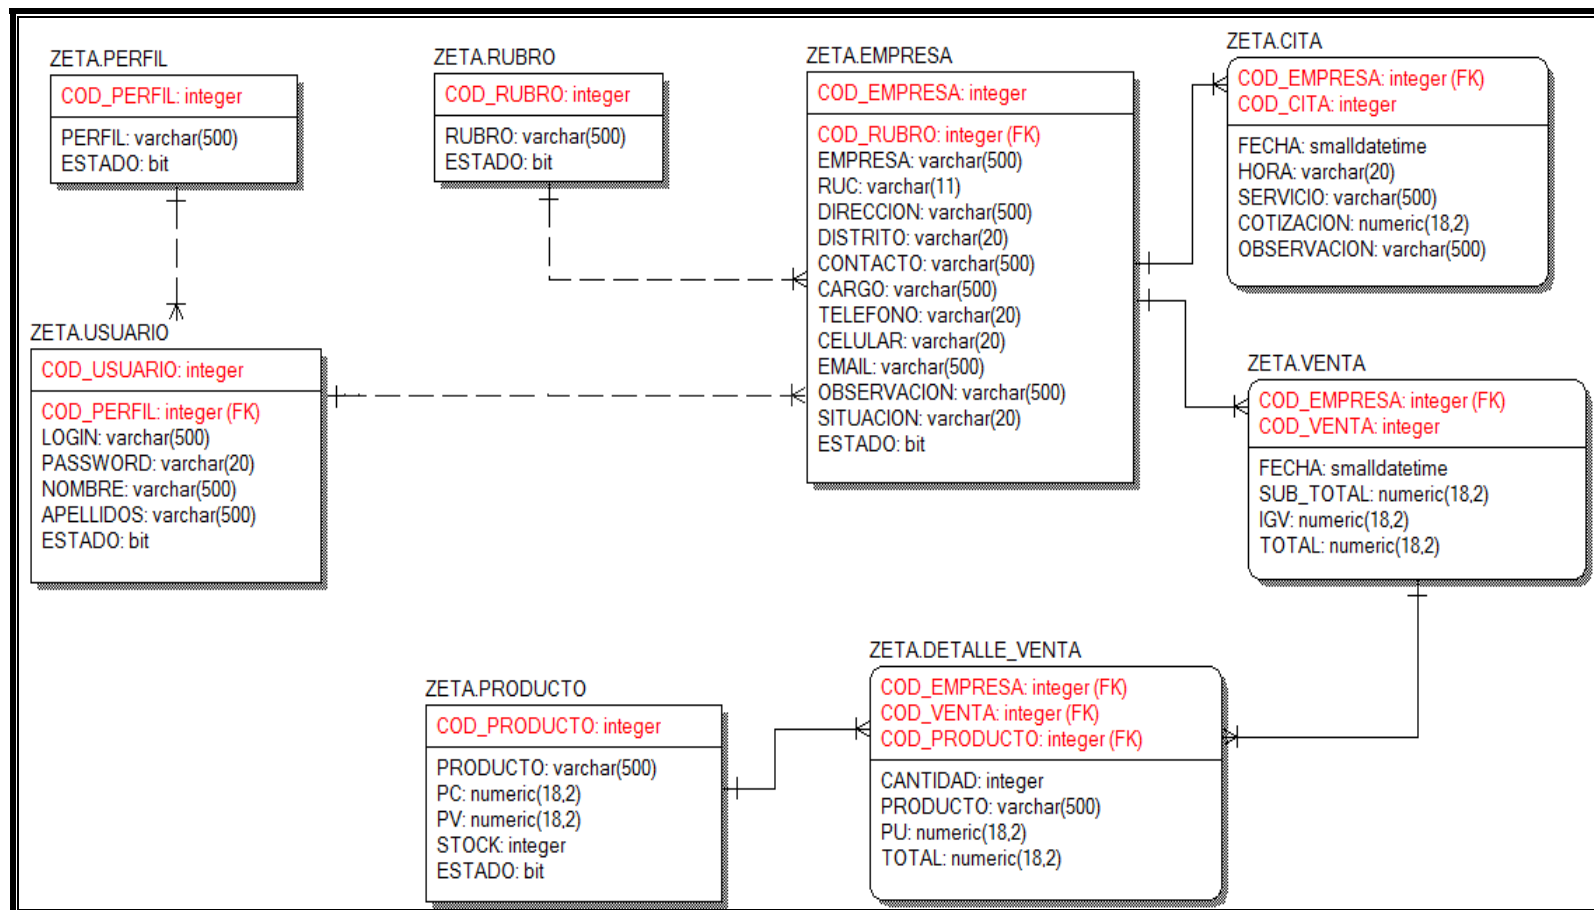 ZETA.PERFIL
COD_PERFIL: integer
PERFIL: varchar(500)
ESTADO: bit
ZETA.RUBRO
COD_RUBRO: integer
RUBRO: varchar(500)
ESTADO: bit
ZETA.EMPRESA
COD_EMPRESA: integer
COD_RUBRO: integer (FK)
EMPRESA: varchar(500)
RUC: varchar(11)
DIRECCION: varchar(500)
DISTRITO: varchar(20)
CONTACTO: varchar(500)
CARGO: varchar(500)
TELEFONO: varchar(20)
CELULAR: varchar(20)
EMAIL: varchar(500)
OBSERVACION: varchar(500)
SITUACION: varchar(20)
ESTADO: bit
ZETA.CITA
COD_EMPRESA: integer (FK)
COD_CITA: integer
FECHA: smalldatetime
HORA: varchar(20)
SERVICIO: varchar(500)
COTIZACION: numeric(18,2)
OBSERVACION: varchar(500)
ZETA.USUARIO
COD_USUARIO: integer
COD_PERFIL: integer (FK)
LOGIN: varchar(500)
PASSWORD: varchar(20)
NOMBRE: varchar(500)
APELLIDOS: varchar(500)
ESTADO: bit
ZETA.VENTA
COD_EMPRESA: integer (FK)
COD_VENTA: integer
FECHA: smalldatetime
SUB_TOTAL: numeric(18,2)
IGV: numeric(18,2)
TOTAL: numeric(18,2)
ZETA.PRODUCTO
COD_PRODUCTO: integer
PRODUCTO: varchar(500)
PC: numeric(18,2)
PV: numeric(18,2)
STOCK: integer
ESTADO: bit
ZETA.DETALLE_VENTA
COD_EMPRESA: integer (FK)
COD_VENTA: integer (FK)
COD_PRODUCTO: integer (FK)
CANTIDAD: integer
PRODUCTO: varchar(500)
PU: numeric(18,2)
TOTAL: numeric(18,2)